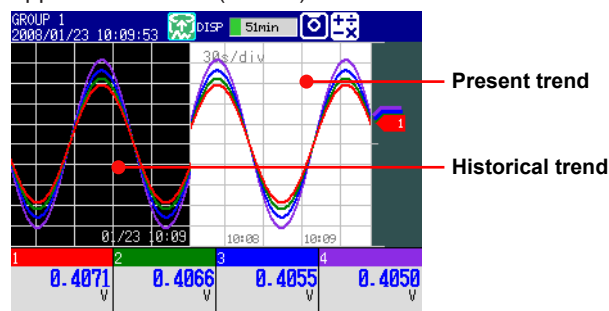 GROUP 1
2008/01/23 10:09:53
DISP
51min
30s/div
Present trend
1
Historical trend
01/23 10:09
10:08
10:09
1 2 3 4
0.4071 0.4066 0.4055 0.4050
V V V V